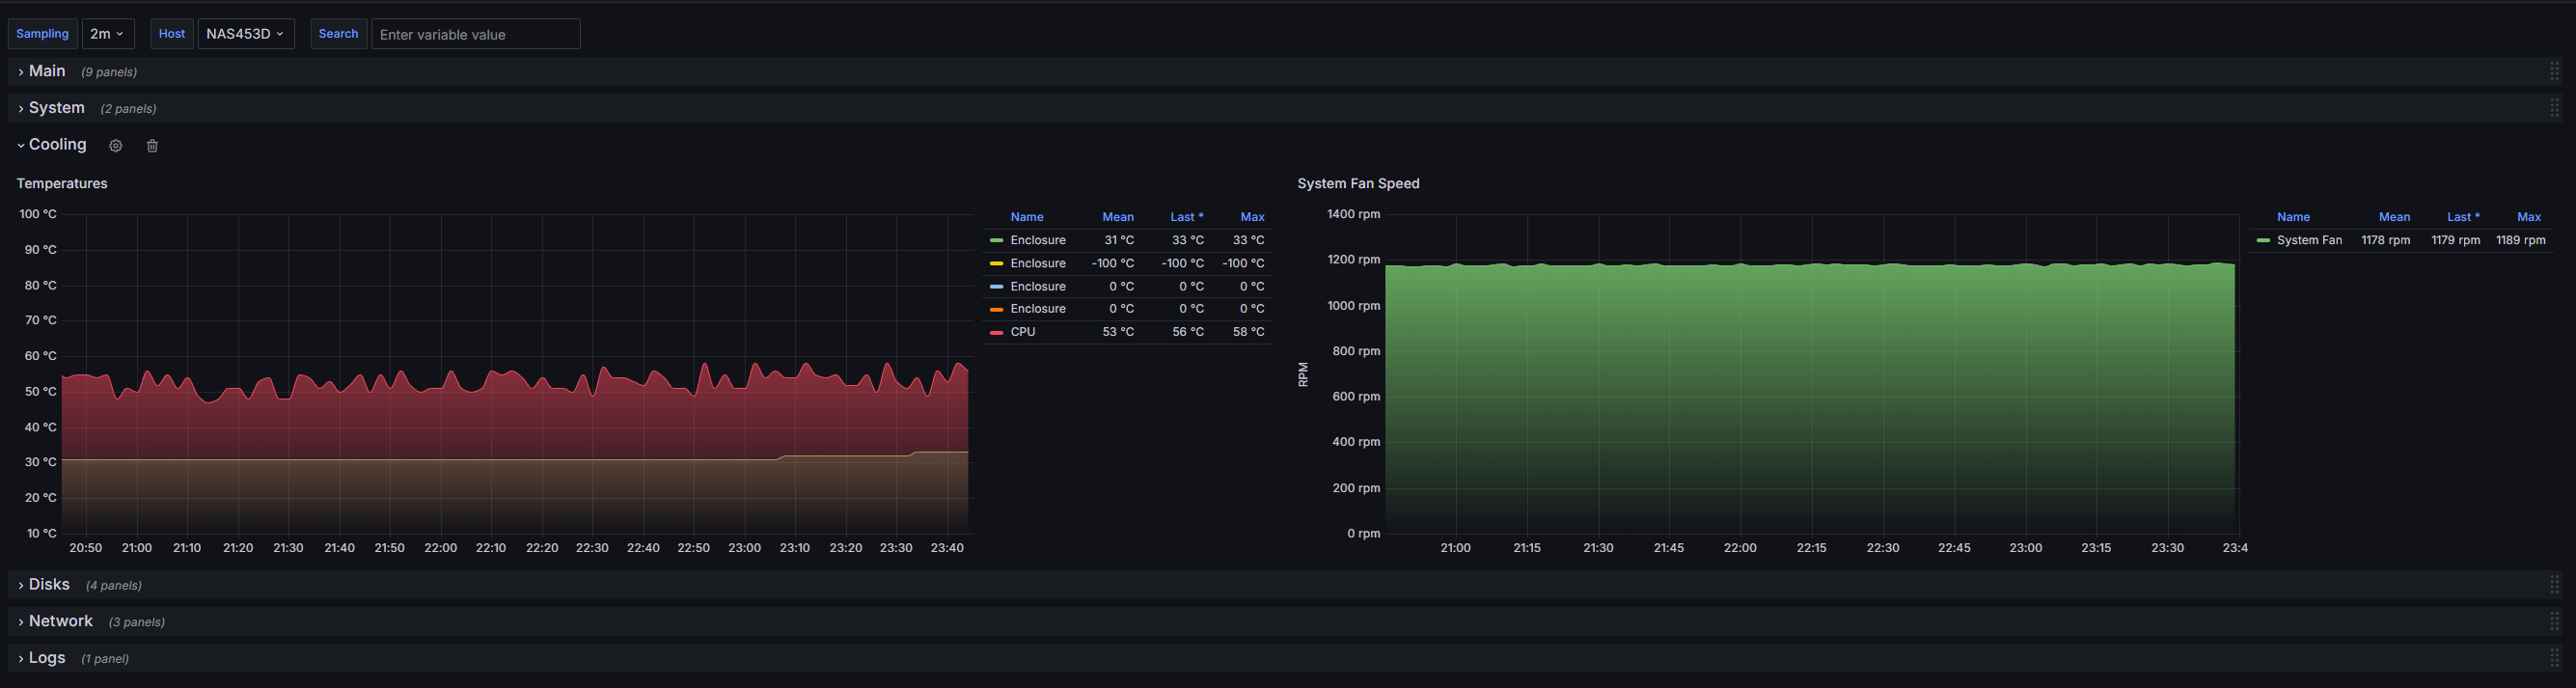 Sampling 2m Host NAS453D Search Enter variable value
Main (9 panels)
System (2 panels)
Cooling
Temperatures
100 °C
90 °C
80 °C
70 °C
60 °C
50 °C
40 °C
30 °C
20 °C
10 °C
20:50 21:00 21:10 21:20 21:30 21:40 21:50 22:00 22:10 22:20 22:30 22:40 22:50 23:00 23:10 23:20 23:30 23:40
Name Mean Last * Max
Enclosure 31 °C 33 °C 33 °C
Enclosure -100 °C -100 °C -100 °C
Enclosure 0 °C 0 °C 0 °C
Enclosure 0 °C 0 °C 0 °C
CPU 53 °C 56 °C 58 °C
System Fan Speed
RPM
1400 rpm
1200 rpm
1000 rpm
800 rpm
600 rpm
400 rpm
200 rpm
0 rpm
21:00 21:15 21:30 21:45 22:00 22:15 22:30 22:45 23:00 23:15 23:30 23:4
Name Mean Last * Max
System Fan 1178 rpm 1179 rpm 1189 rpm
Disks (4 panels)
Network (3 panels)
Logs (1 panel)